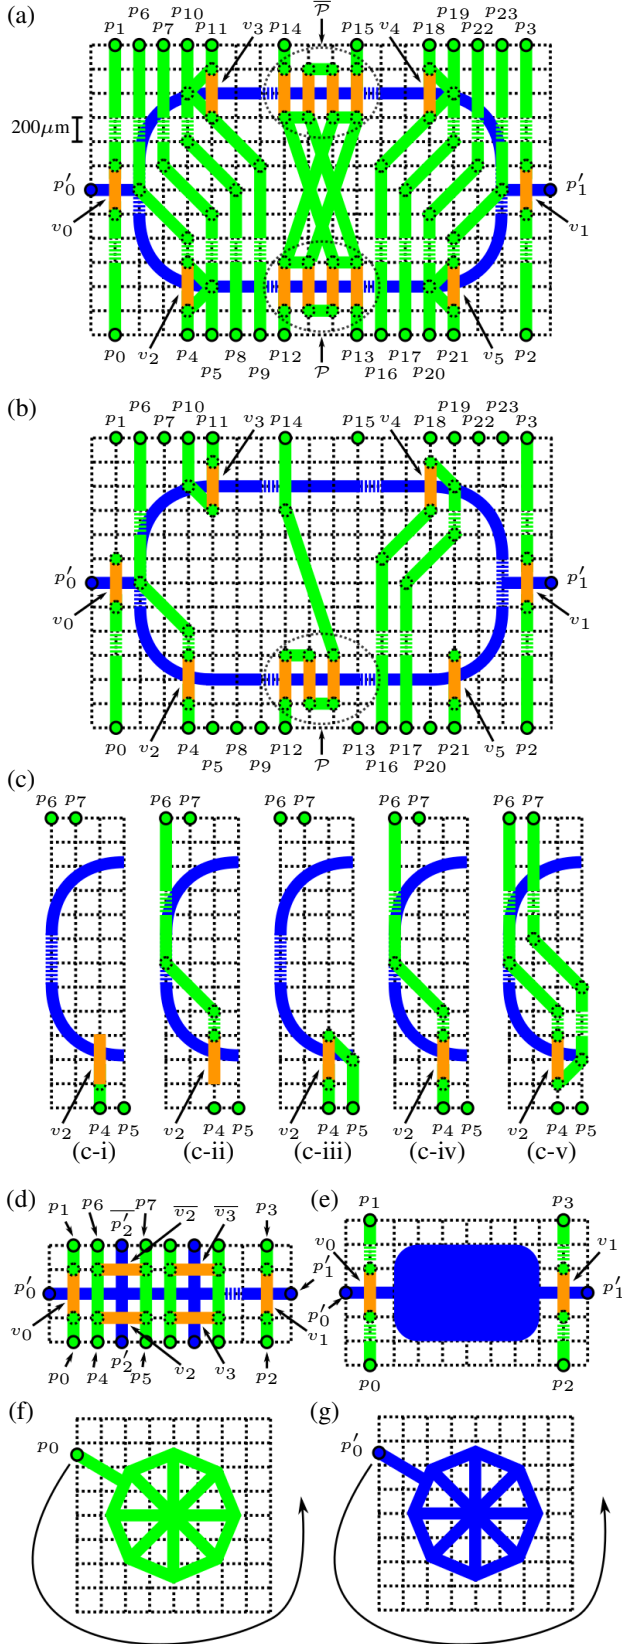 (a)
p6 p10 v3 P̅ v4 p19 p23
p1 p7 p11 p14 p15 p18 p22 p3
200μm
p′0 p′1
v0 v1
p0 v2 p4 p8 p12 P p13 p17 v5 p21 p2
p5 p9 p16 p20
(b)
p6 p10 v3 v4 p19 p23
p1 p7 p11 p14 p15 p18 p22 p3
p′0 p′1
v0 v1
p0 v2 p4 p8 p12 P p13 p17 v5 p21 p2
p5 p9 p16 p20
(c)
p6 p7 p6 p7 p6 p7 p6 p7 p6 p7
v2 p4 p5 v2 p4 p5 v2 p4 p5 v2 p4 p5 v2 p4 p5
(c-i) (c-ii) (c-iii) (c-iv) (c-v)
(d)
p1 p6 p̅′2 p7 v̅2 v̅3 p3
p′0 p′1
v0 v1
p0 p4 p′2 p5 v2 v3 p2
(e)
p1 p3
v0 v1
p′0 p′1
p0 p2
(f)
p0
(g)
p′0